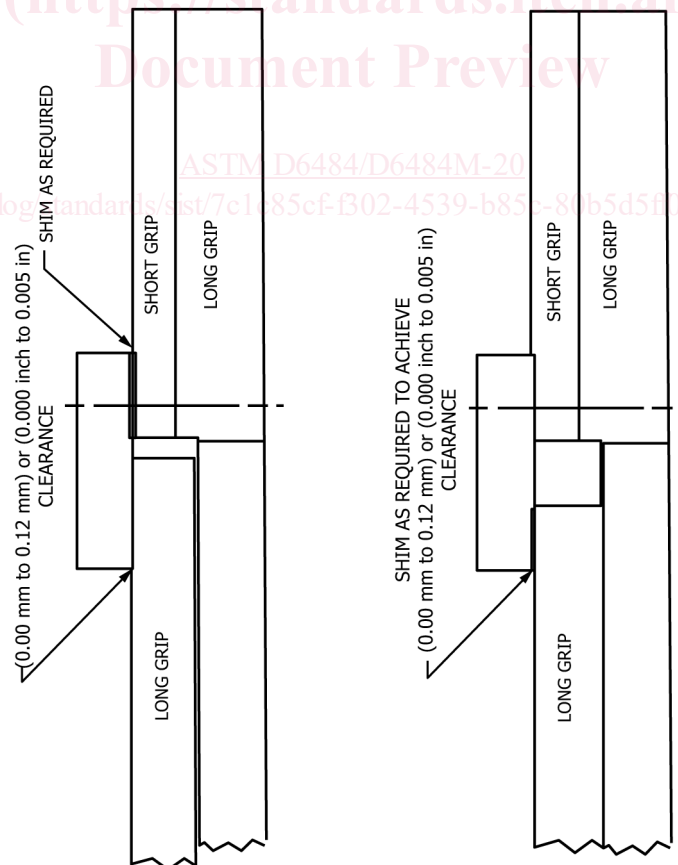 (https://standards.iteh.ai
Document Preview
ASTM D6484/D6484M-20
SHIM AS REQUIRED
(0.00 mm to 0.12 mm) or (0.000 inch to 0.005 in)
CLEARANCE
SHORT GRIP
LONG GRIP
LONG GRIP
SHIM AS REQUIRED TO ACHIEVE
(0.00 mm to 0.12 mm) or (0.000 inch to 0.005 in)
CLEARANCE
SHORT GRIP
LONG GRIP
LONG GRIP